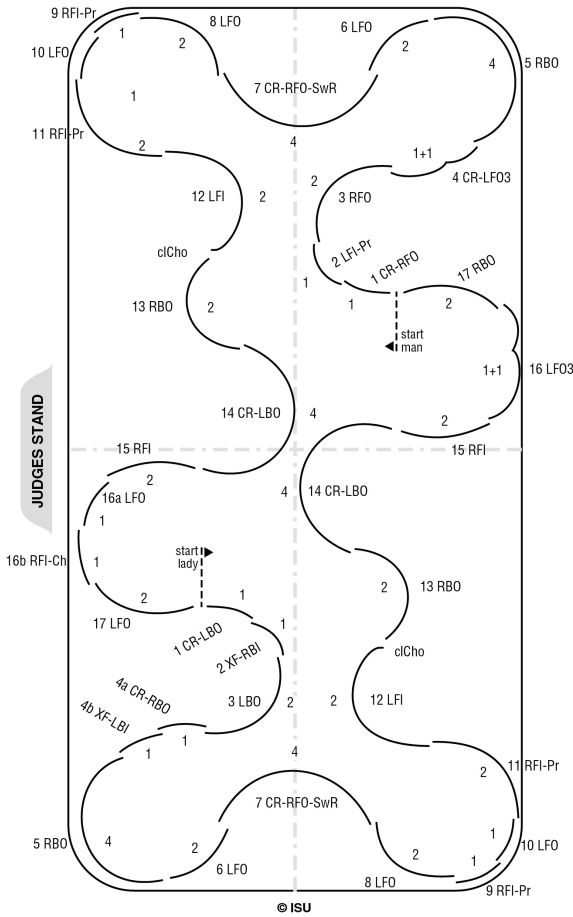 9 RFI-Pr
8 LFO
6 LFO
1
2
2
10 LFO
4
5 RBO
7 CR-RFO-SwR
1
11 RFI-Pr
2
4
1+1
4 CR-LFO3
12 LFI
2
2
3 RFO
clCho
2 LFI-Pr
1 CR-RFO
17 RBO
1
1
2
13 RBO
2
start
man
16 LFO3
1+1
14 CR-LBO
4
2
JUDGES STAND
15 RFI
15 RFI
2
16a LFO
4
14 CR-LBO
1
start
lady
16b RFI-Ch
1
2
13 RBO
17 LFO
2
1
1 CR-LBO
1
2 XF-RBI
clCho
4a CR-RBO
3 LBO
2
2
12 LFI
4b XF-LBI
1
1
4
11 RFI-Pr
2
7 CR-RFO-SwR
5 RBO
4
2
1
10 LFO
6 LFO
2
1
8 LFO
9 RFI-Pr
© ISU